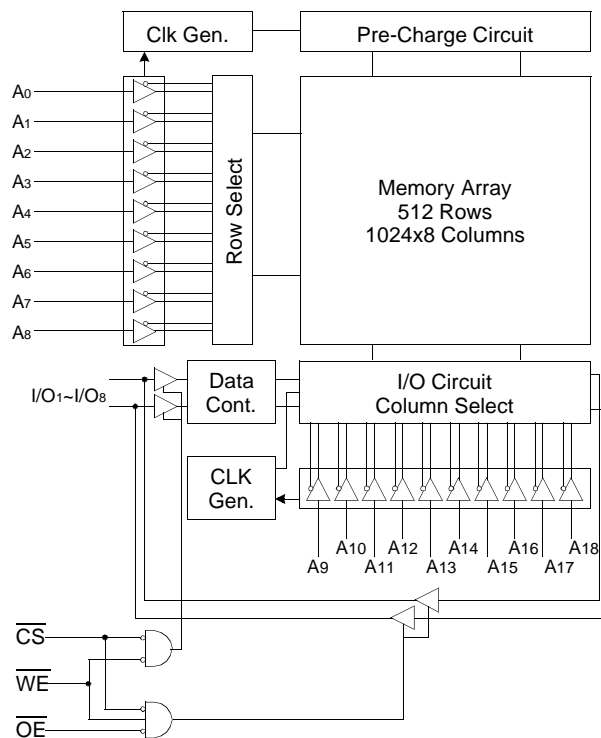 Clk Gen.
Pre-Charge Circuit
A0
A1
A2
A3
A4
A5
A6
A7
A8
Row Select
Memory Array
512 Rows
1024x8 Columns
I/O1~I/O8
Data
Cont.
I/O Circuit
Column Select
CLK
Gen.
A10 A12 A14 A16 A18
A9 A11 A13 A15 A17
CS
WE
OE